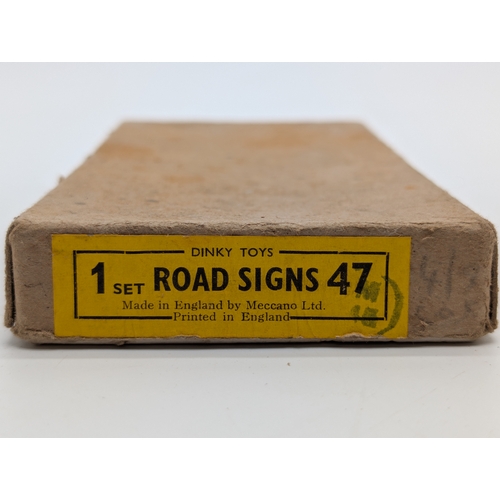 DINKY TOYS
1 SET ROAD SIGNS 47
Made in England by Meccano Ltd.
Printed in England